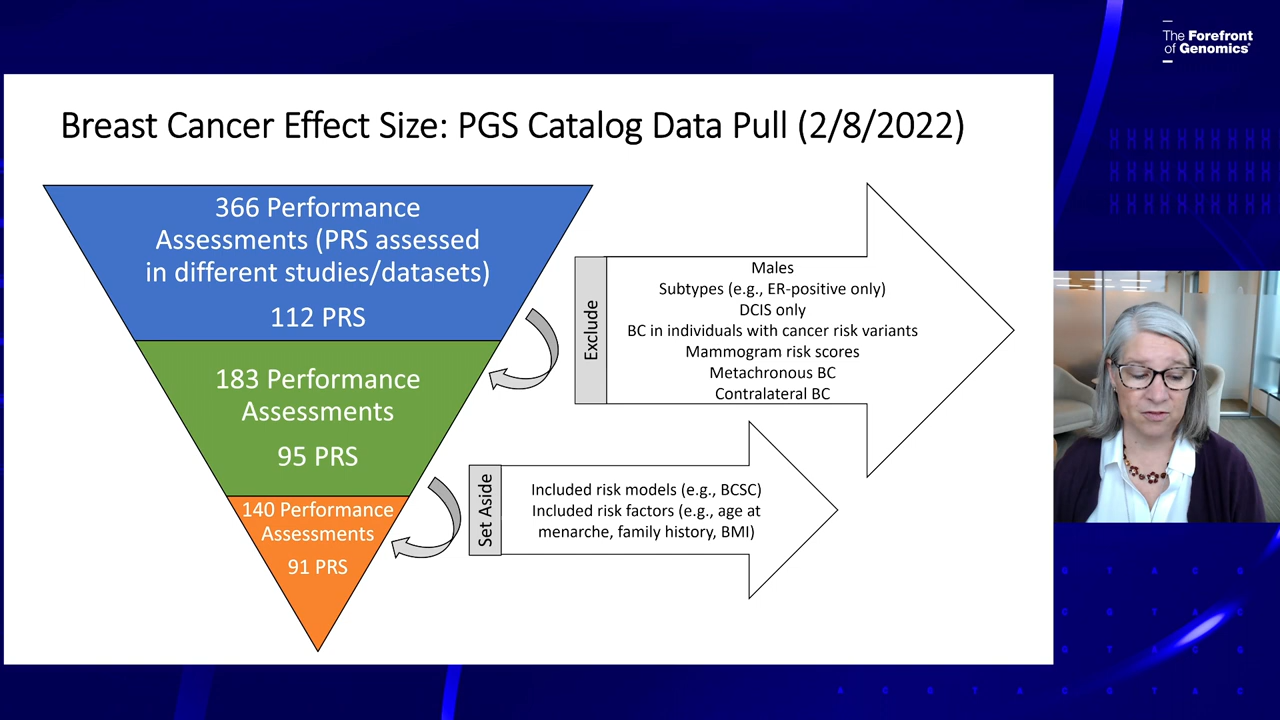 The Forefront
of Genomics®
Breast Cancer Effect Size: PGS Catalog Data Pull (2/8/2022)
366 Performance
Assessments (PRS assessed
in different studies/datasets)
112 PRS
183 Performance
Assessments
95 PRS
140 Performance
Assessments
91 PRS
Exclude
Males
Subtypes (e.g., ER-positive only)
DCIS only
BC in individuals with cancer risk variants
Mammogram risk scores
Metachronous BC
Contralateral BC
Set Aside
Included risk models (e.g., BCSC)
Included risk factors (e.g., age at
menarche, family history, BMI)